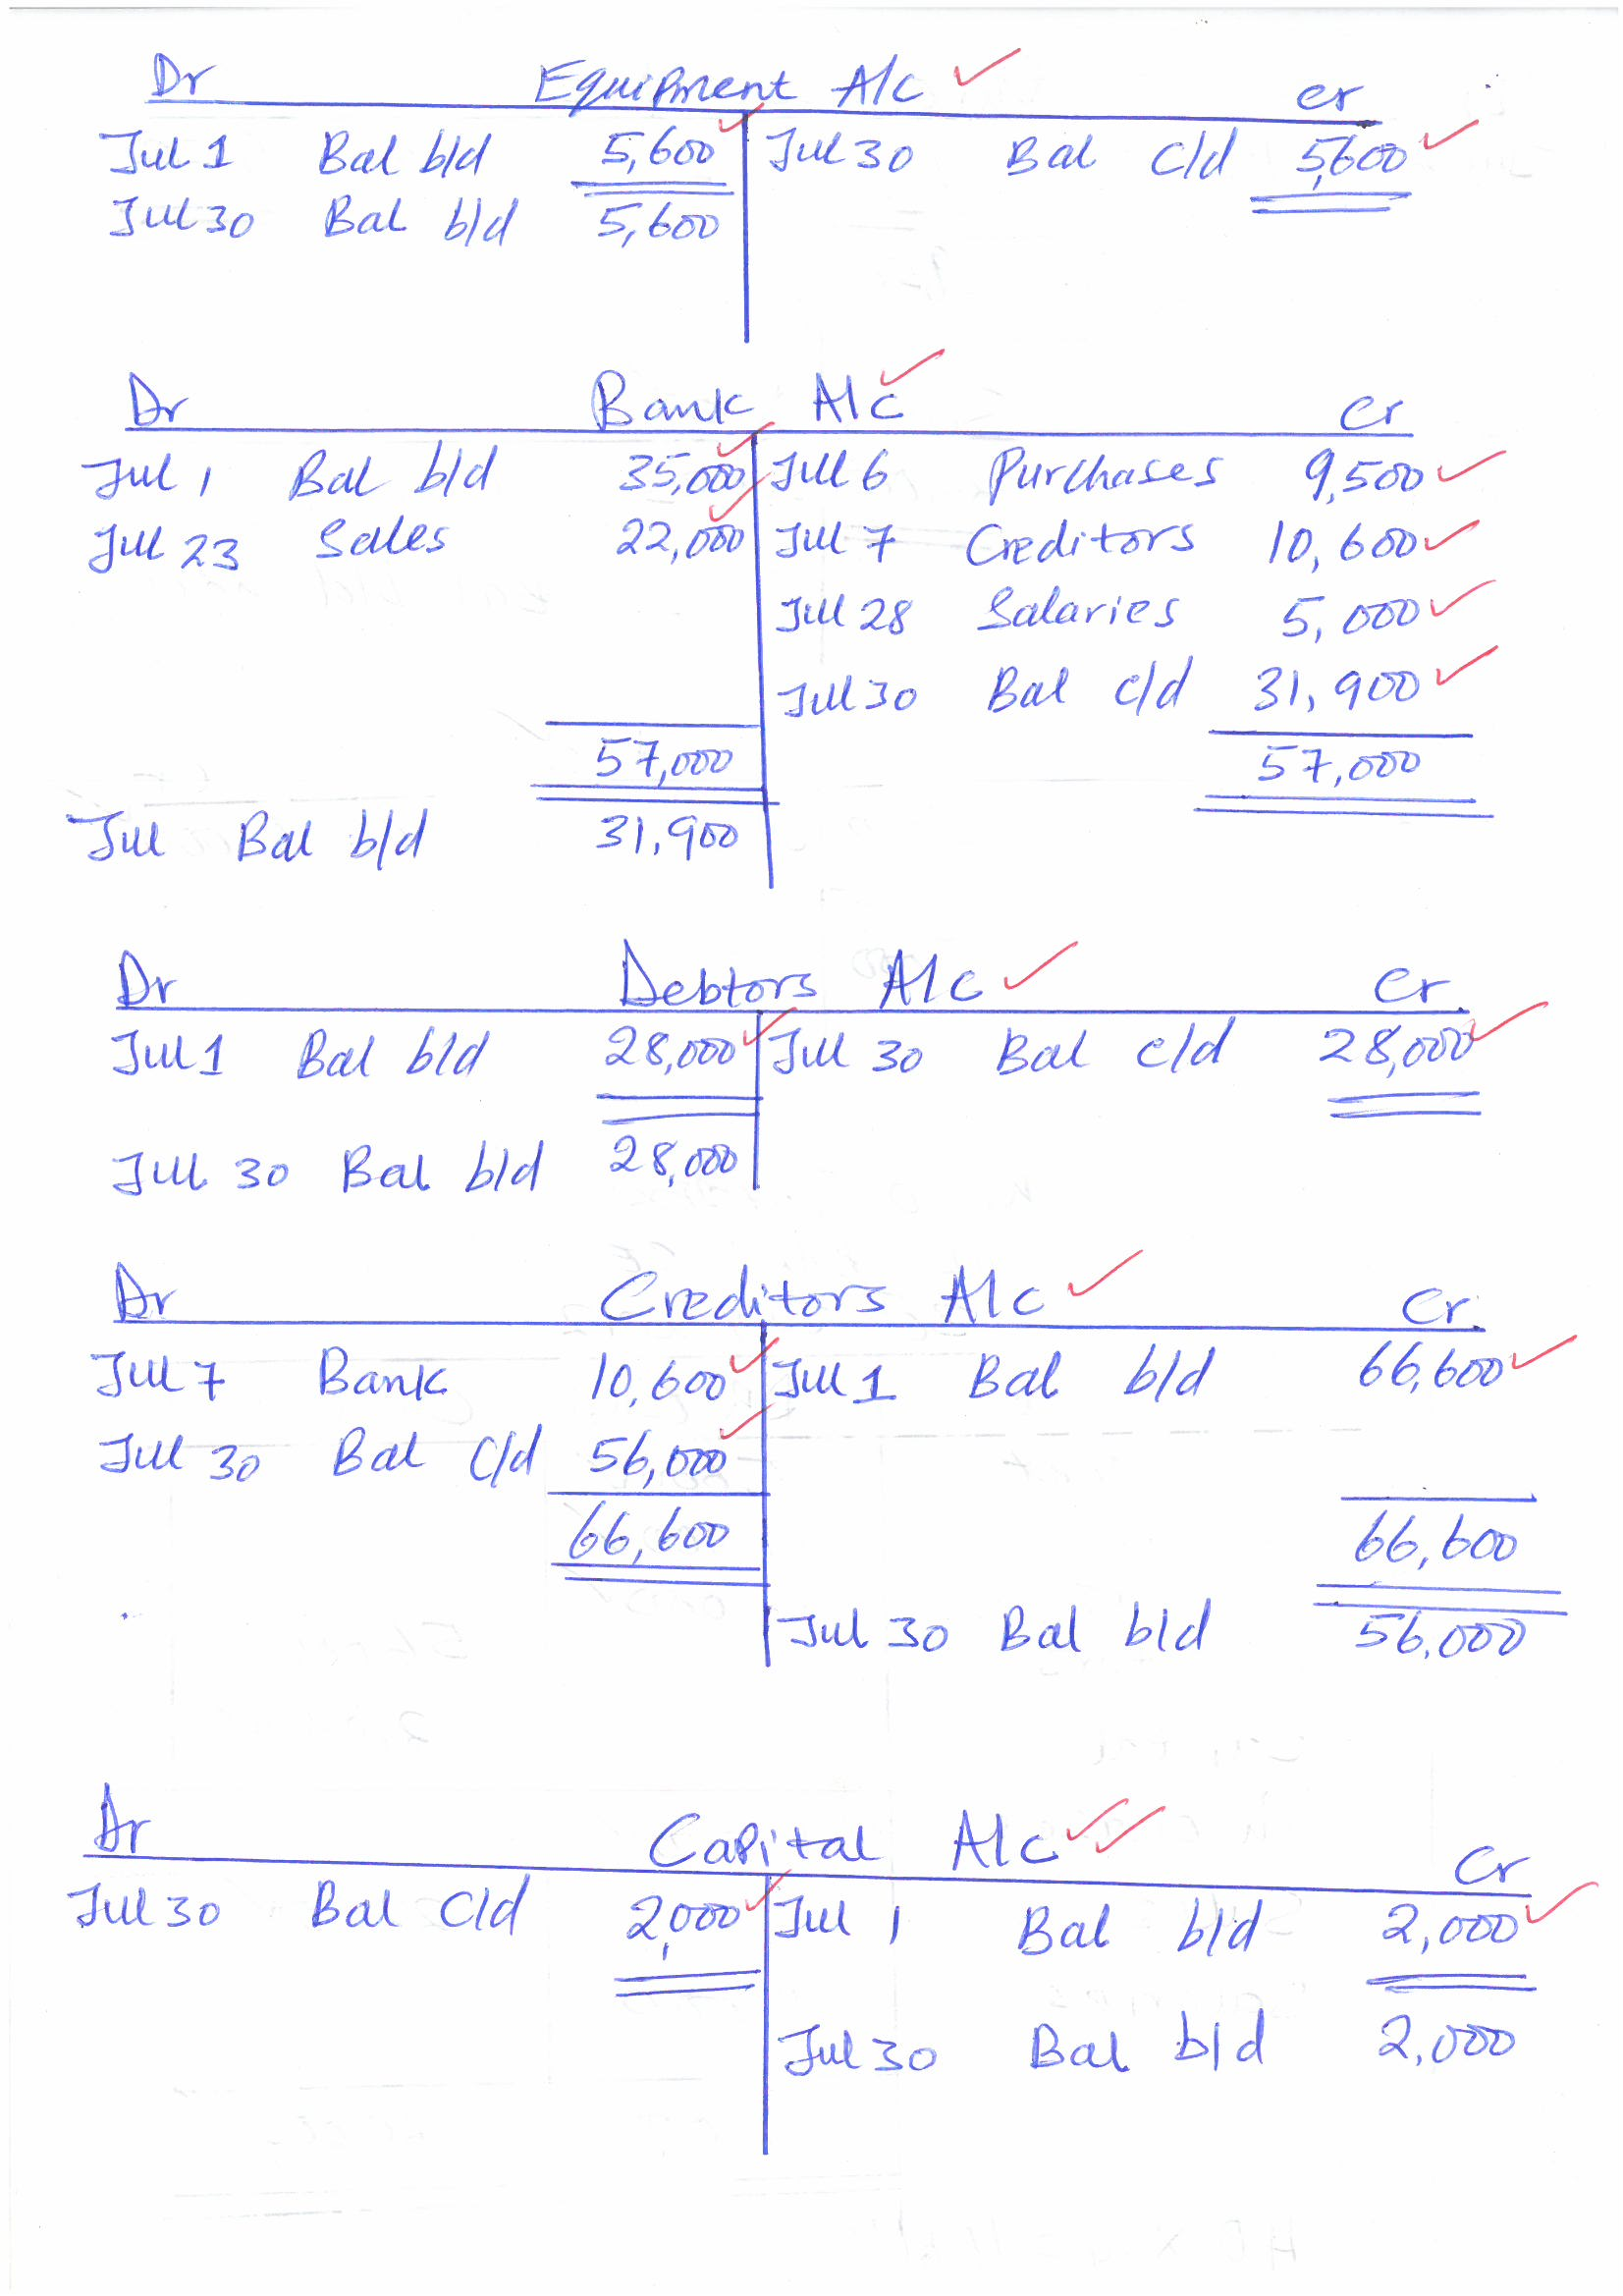 Dr Equipment A/c cr
Jul 1 Bal b/d 5,600 Jul 30 Bal c/d 5,600
Jul 30 Bal b/d 5,600
Dr Bank A/c cr
Jul 1 Bal b/d 35,000 Jul 6 Purchases 9,500
Jul 23 Sales 22,000 Jul 7 Creditors 10,600
Jul 28 Salaries 5,000
Jul 30 Bal c/d 31,900
57,000 57,000
Jul Bal b/d 31,900
Dr Debtors A/c Cr
Jul 1 Bal b/d 28,000 Jul 30 Bal c/d 28,000
Jul 30 Bal b/d 28,000
Dr Creditors A/c Cr
Jul 7 Bank 10,600 Jul 1 Bal b/d 66,600
Jul 30 Bal c/d 56,000
66,600 66,600
Jul 30 Bal b/d 56,000
Dr Capital A/c Cr
Jul 30 Bal c/d 2,000 Jul 1 Bal b/d 2,000
Jul 30 Bal b/d 2,000